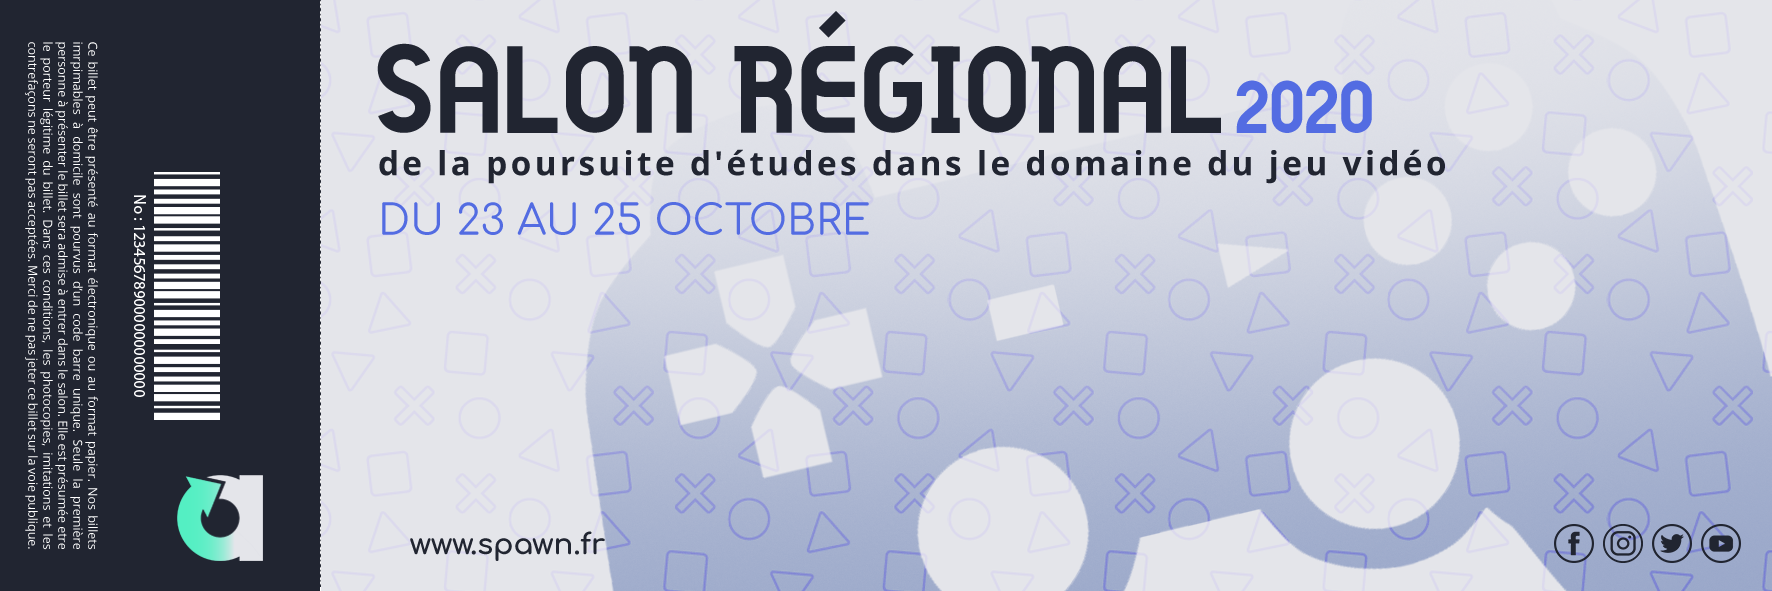 Ce billet peut être présenté au format électronique ou au format papier. Nos billets
imrpimables à domicile sont pourvus d'un code barre unique. Seule la première
personne à présenter le billet sera admise à entrer dans le salon. Elle est présumée etre
le porteur légitime du billet. Dans ces conditions, les photocopies, imitations et les
contrefaçons ne seront pas acceptées. Merci de ne pas jeter ce billet sur la voie publique.
No : 12345678900000000000000
SALON RÉGIONAL 2020
de la poursuite d'études dans le domaine du jeu vidéo
DU 23 AU 25 OCTOBRE
www.spawn.fr